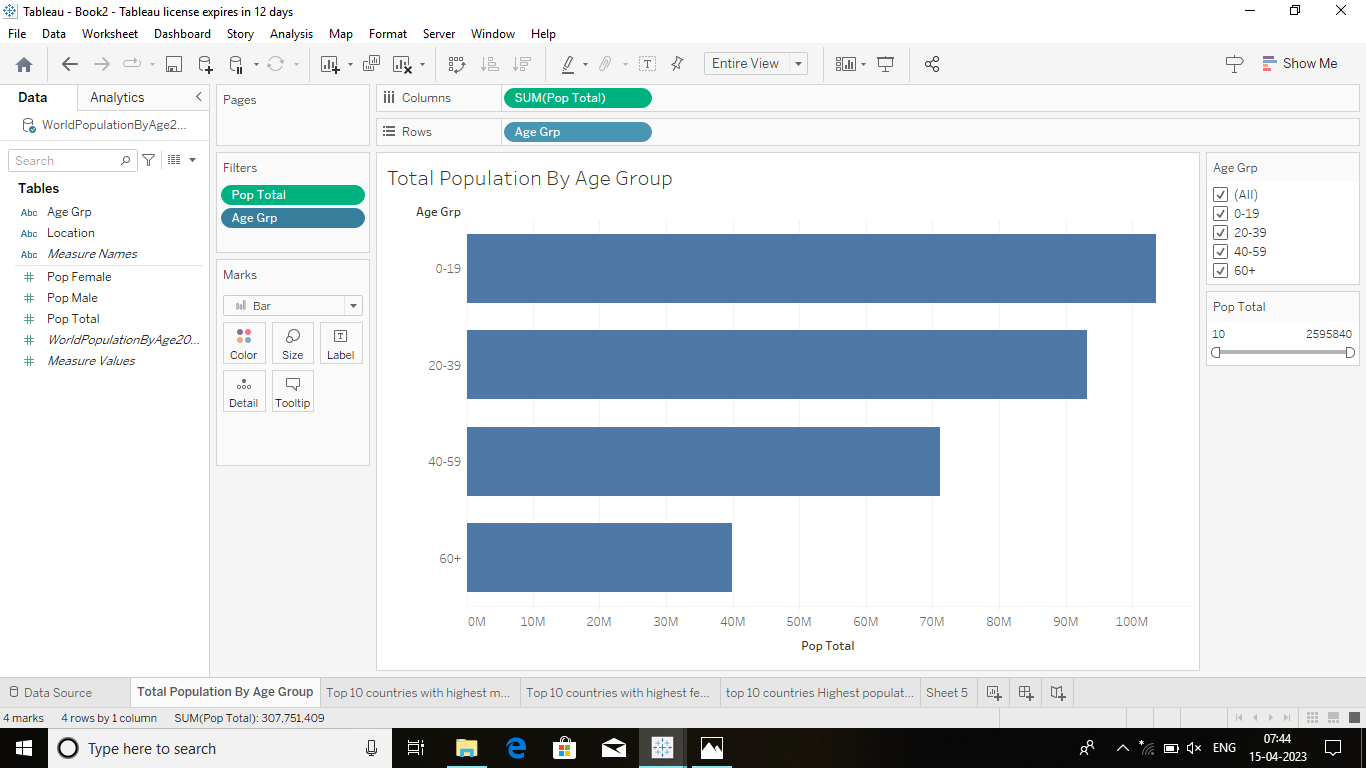 Tableau - Book2 - Tableau license expires in 12 days
File Data Worksheet Dashboard Story Analysis Map Format Server Window Help
Entire View
Show Me
Data Analytics
WorldPopulationByAge2...
Search
Tables
Abc Age Grp
Abc Location
Abc Measure Names
Pop Female
Pop Male
Pop Total
WorldPopulationByAge20...
Measure Values
Pages
Filters
Pop Total
Age Grp
Marks
Bar
Color Size Label
Detail Tooltip
Columns SUM(Pop Total)
Rows Age Grp
Total Population By Age Group
Age Grp
0-19
20-39
40-59
60+
0M 10M 20M 30M 40M 50M 60M 70M 80M 90M 100M
Pop Total
Age Grp
(All)
0-19
20-39
40-59
60+
Pop Total
10 2595840
Data Source Total Population By Age Group Top 10 countries with highest m... Top 10 countries with highest fe... top 10 countries Highest populat... Sheet 5
4 marks 4 rows by 1 column SUM(Pop Total): 307,751,409
Type here to search
ENG
07:44
15-04-2023